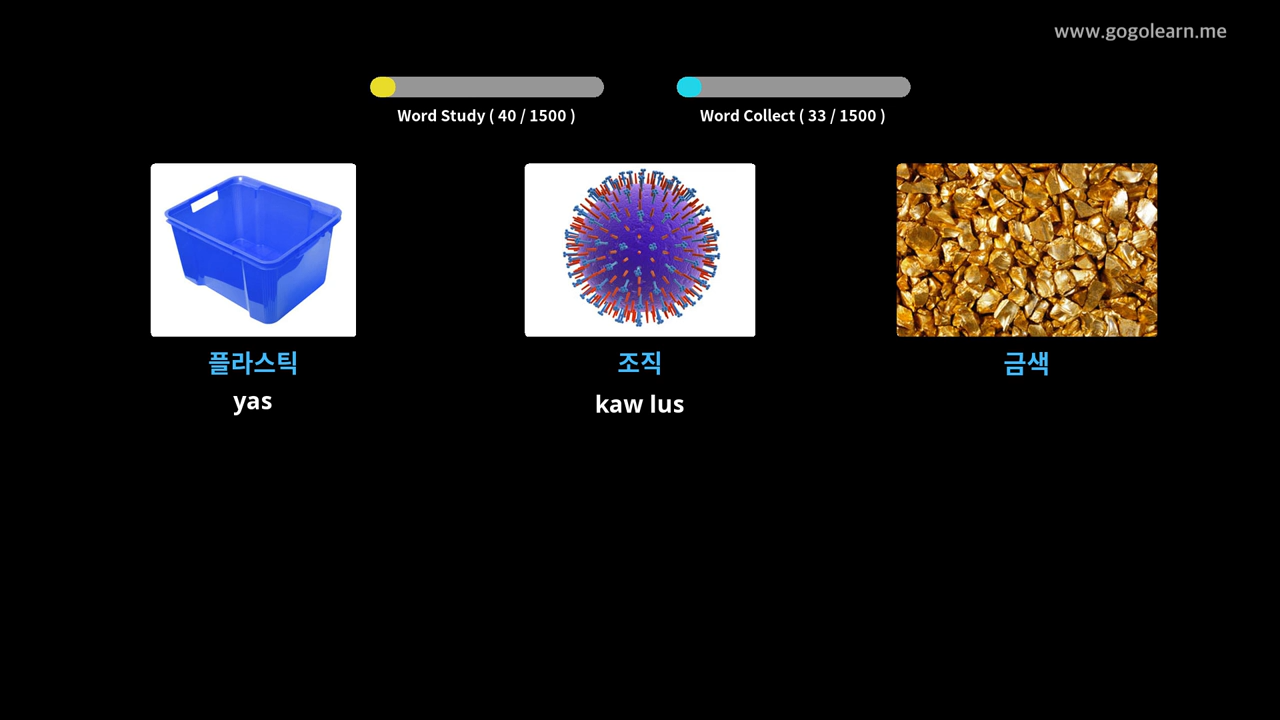 www.gogolearn.me
Word Study ( 40 / 1500 )
Word Collect ( 33 / 1500 )
플라스틱
조직
금색
yas
kaw lus